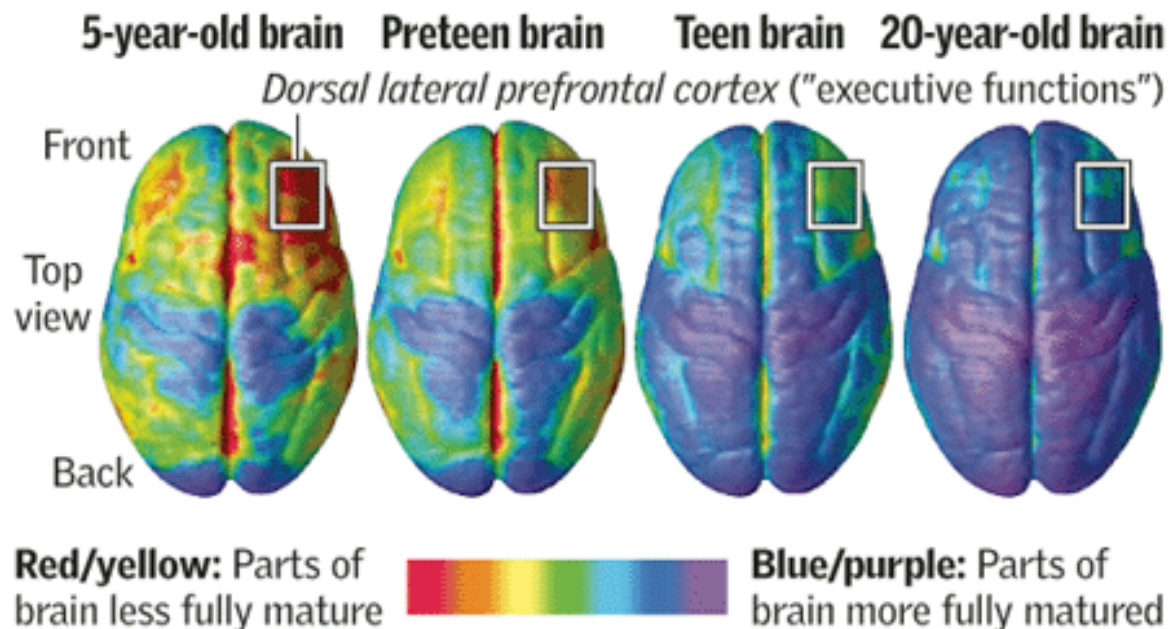 5-year-old brain Preteen brain Teen brain 20-year-old brain
Dorsal lateral prefrontal cortex ("executive functions")
Front
Top
view
Back
Red/yellow: Parts of
brain less fully mature
Blue/purple: Parts of
brain more fully matured